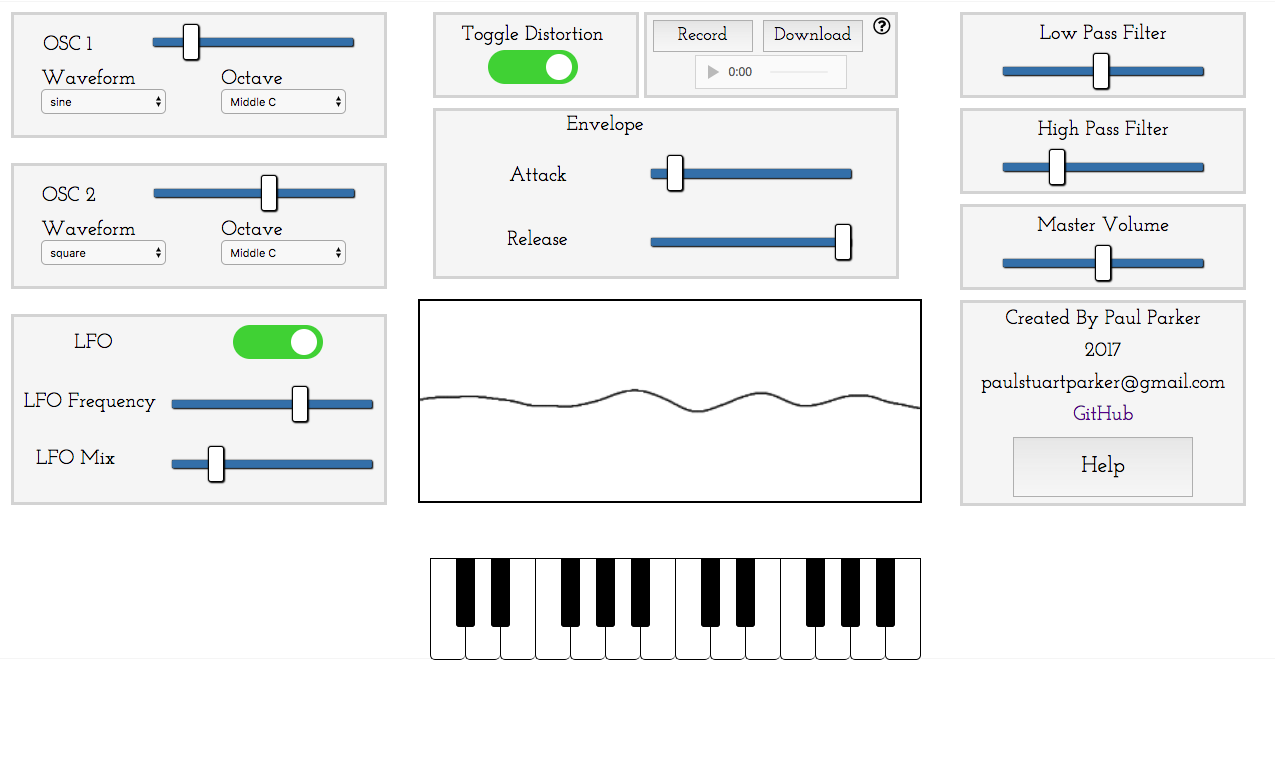 OSC 1
Waveform Octave
sine Middle C
OSC 2
Waveform Octave
square Middle C
LFO
LFO Frequency
LFO Mix
Toggle Distortion
Record Download ?
0:00
Envelope
Attack
Release
Low Pass Filter
High Pass Filter
Master Volume
Created By Paul Parker
2017
paulstuartparker@gmail.com
GitHub
Help